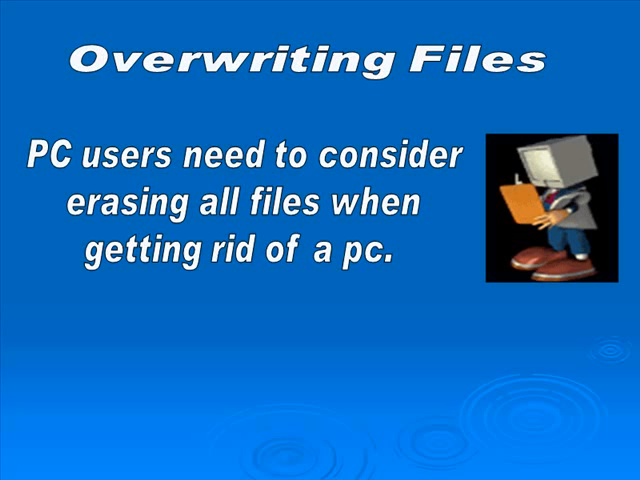 Overwriting Files
PC users need to consider
erasing all files when
getting rid of a pc.